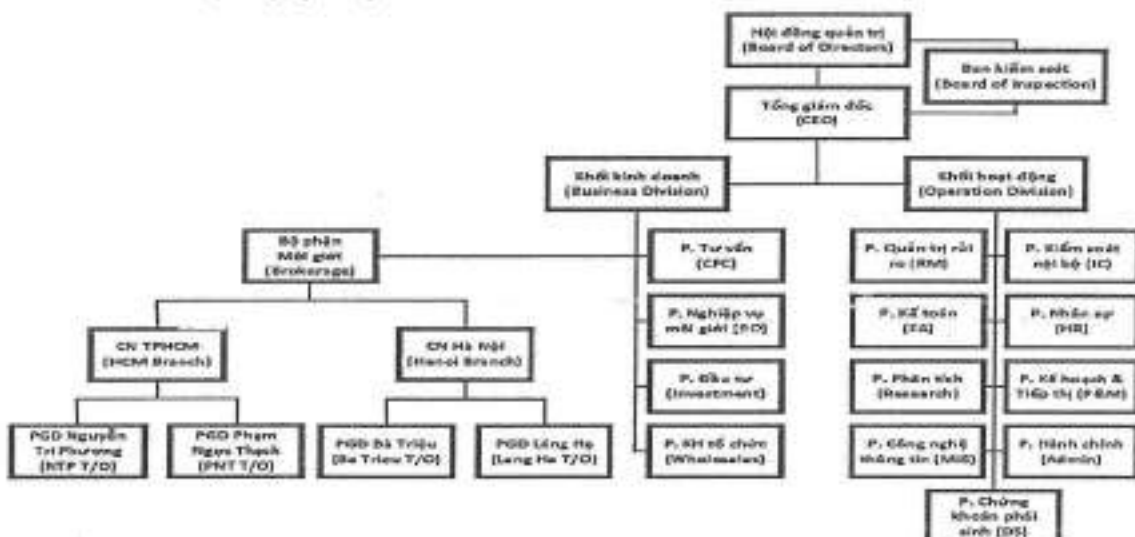 Hội đồng quản trị
(Board of Directors)
Ban kiểm soát
(Board of Inspection)
Tổng giám đốc
(CEO)
Khối kinh doanh
(Business Division)
Khối hoạt động
(Operation Division)
Bộ phận
Môi giới
(Brokerage)
P. Tư vấn
(CFC)
P. Quản trị rủi
ro (RM)
P. Kiểm soát
nội bộ (IC)
CN TPHCM
(HCM Branch)
CN Hà Nội
(Hanoi Branch)
P. Nghiệp vụ
môi giới
P. Kế toán
(FA)
P. Nhân sự
(HR)
P. Đầu tư
(Investment)
P. Phân tích
(Research)
P. Kế hoạch &
Tiếp thị (P&M)
PGD Nguyễn
Tri Phương
(NTP T/O)
PGD Phạm
Ngọc Thạch
(PNT T/O)
PGD Bà Triệu
(Ba Trieu T/O)
PGD Láng Hạ
(Lang Ha T/O)
P. KH tổ chức
(Wholesales)
P. Công nghệ
thông tin (MIS)
P. Hành chính
(Admin)
P. Chứng
khoán phái
sinh (DS)